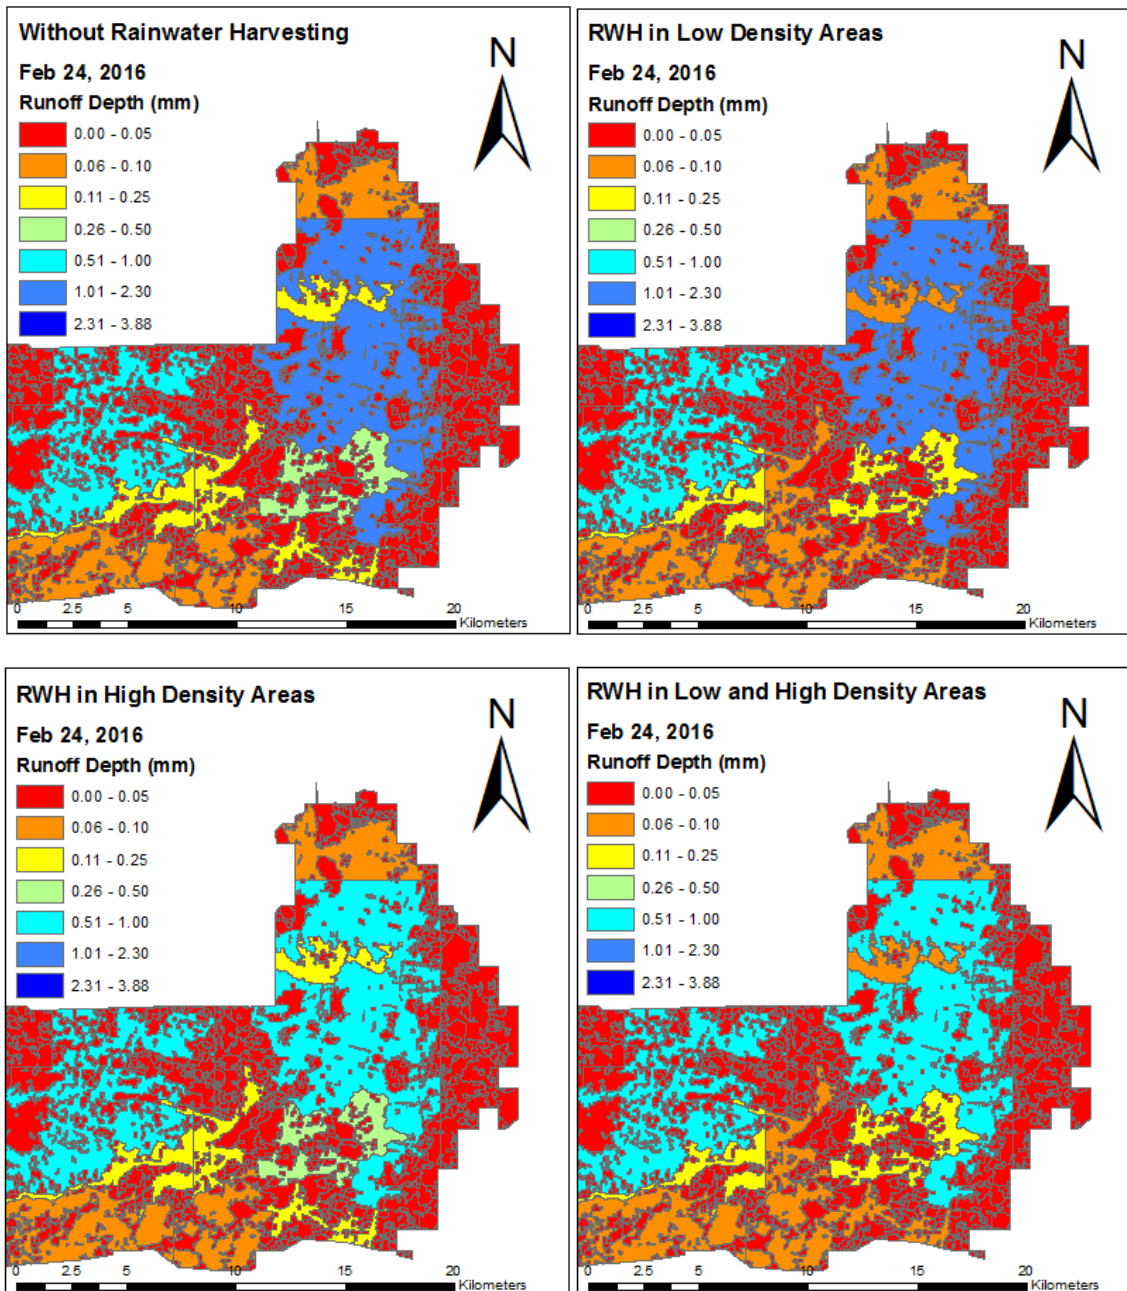 Without Rainwater Harvesting
Feb 24, 2016
Runoff Depth (mm)
N
0.00 - 0.05
0.06 - 0.10
0.11 - 0.25
0.26 - 0.50
0.51 - 1.00
1.01 - 2.30
2.31 - 3.88
0 2.5 5 10 15 20
Kilometers
RWH in Low Density Areas
Feb 24, 2016
Runoff Depth (mm)
N
0.00 - 0.05
0.06 - 0.10
0.11 - 0.25
0.26 - 0.50
0.51 - 1.00
1.01 - 2.30
2.31 - 3.88
0 2.5 5 10 15 20
Kilometers
RWH in High Density Areas
Feb 24, 2016
Runoff Depth (mm)
N
0.00 - 0.05
0.06 - 0.10
0.11 - 0.25
0.26 - 0.50
0.51 - 1.00
1.01 - 2.30
2.31 - 3.88
0 2.5 5 10 15 20
Kilometers
RWH in Low and High Density Areas
Feb 24, 2016
Runoff Depth (mm)
N
0.00 - 0.05
0.06 - 0.10
0.11 - 0.25
0.26 - 0.50
0.51 - 1.00
1.01 - 2.30
2.31 - 3.88
0 2.5 5 10 15 20
Kilometers